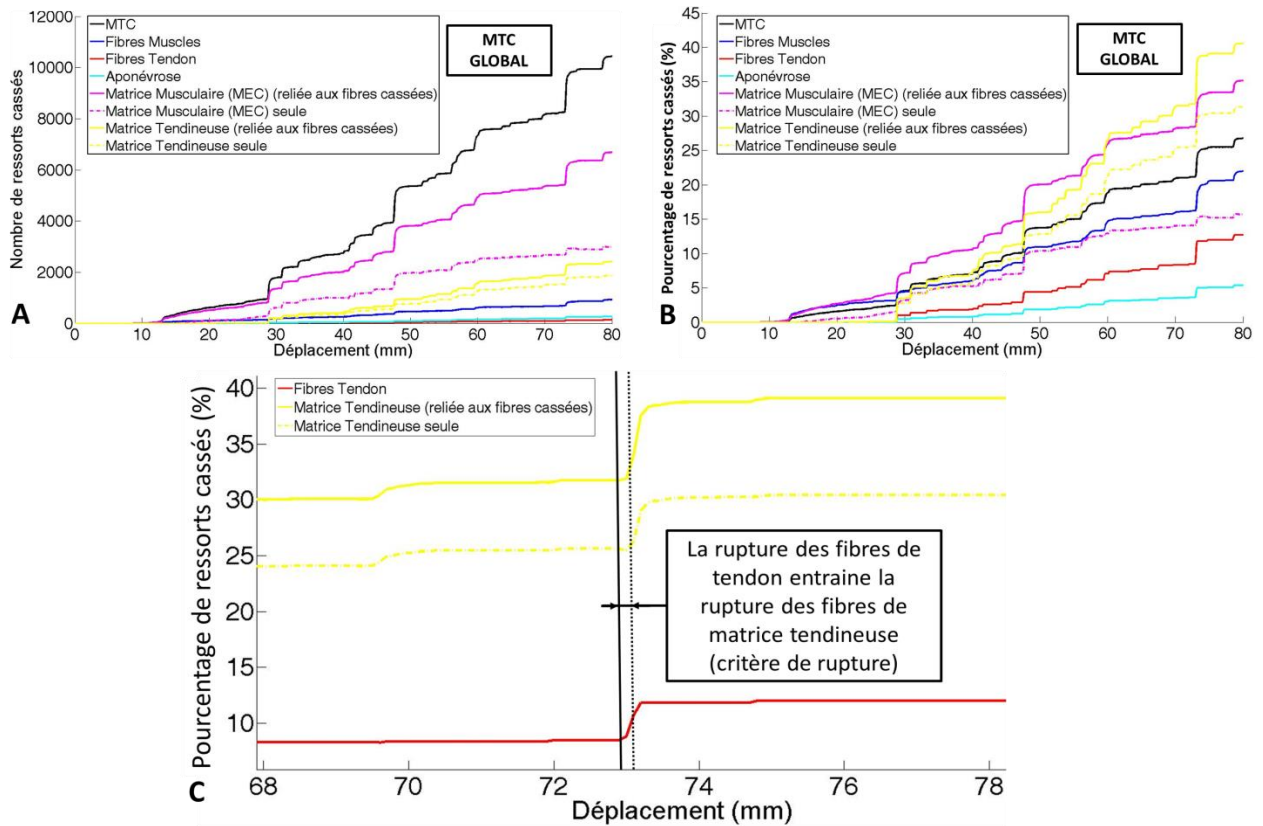 MTC
Fibres Muscles
Fibres Tendon
Aponévrose
Matrice Musculaire (MEC) (reliée aux fibres cassées)
Matrice Musculaire (MEC) seule
Matrice Tendineuse (reliée aux fibres cassées)
Matrice Tendineuse seule
MTC
GLOBAL
Nombre de ressorts cassés
12000
10000
8000
6000
4000
2000
0
0 10 20 30 40 50 60 70 80
Déplacement (mm)
A
MTC
Fibres Muscles
Fibres Tendon
Aponévrose
Matrice Musculaire (MEC) (reliée aux fibres cassées)
Matrice Musculaire (MEC) seule
Matrice Tendineuse (reliée aux fibres cassées)
Matrice Tendineuse seule
MTC
GLOBAL
Pourcentage de ressorts cassés (%)
45
40
35
30
25
20
15
10
5
0
0 10 20 30 40 50 60 70 80
Déplacement (mm)
B
Fibres Tendon
Matrice Tendineuse (reliée aux fibres cassées)
Matrice Tendineuse seule
Pourcentage de ressorts cassés (%)
40
35
30
25
20
15
10
La rupture des fibres de
tendon entraine la
rupture des fibres de
matrice tendineuse
(critère de rupture)
68 70 72 74 76 78
Déplacement (mm)
C